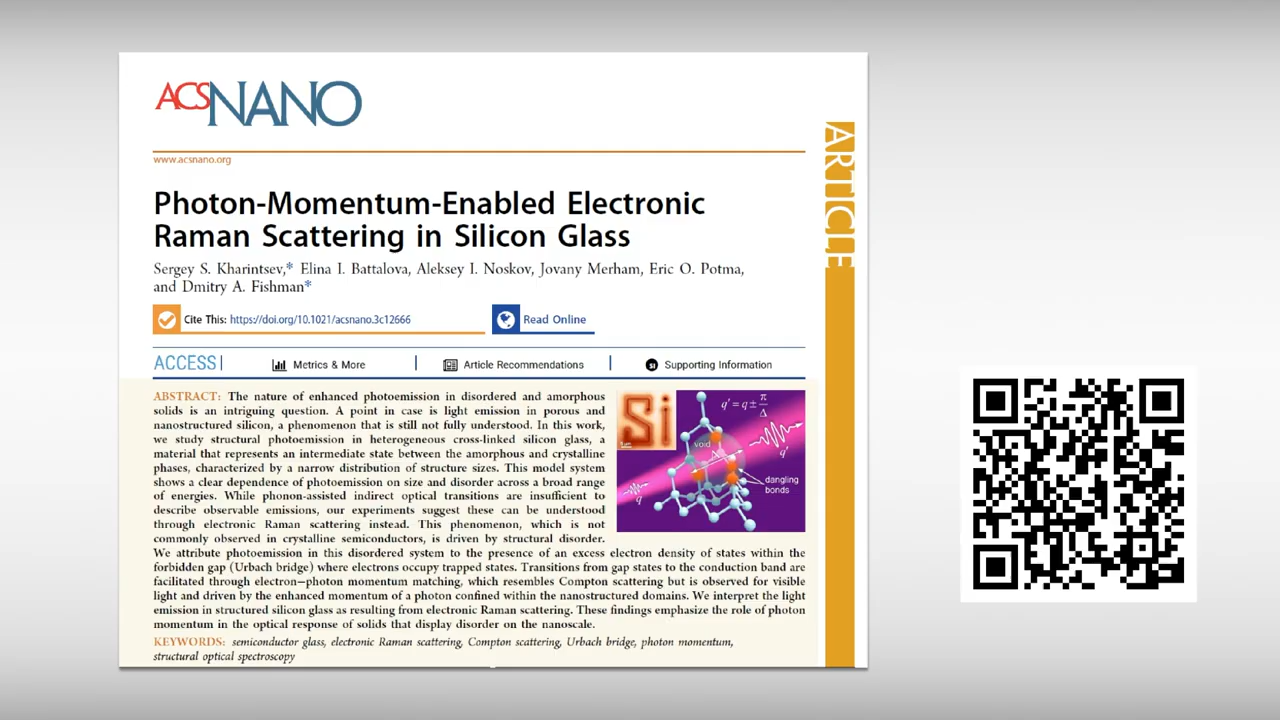 ACSNANO
www.acsnano.org
ARTICLE
Photon-Momentum-Enabled Electronic
Raman Scattering in Silicon Glass
Sergey S. Kharintsev,* Elina I. Battalova, Aleksey I. Noskov, Jovany Merham, Eric O. Potma,
and Dmitry A. Fishman*
Cite This: https://doi.org/10.1021/acsnano.3c12666
Read Online
ACCESS
Metrics & More
Article Recommendations
Supporting Information
ABSTRACT: The nature of enhanced photoemission in disordered and amorphous
solids is an intriguing question. A point in case is light emission in porous and
nanostructured silicon, a phenomenon that is still not fully understood. In this work,
we study structural photoemission in heterogeneous cross-linked silicon glass, a
material that represents an intermediate state between the amorphous and crystalline
phases, characterized by a narrow distribution of structure sizes. This model system
shows a clear dependence of photoemission on size and disorder across a broad range
of energies. While phonon-assisted indirect optical transitions are insufficient to
describe observable emissions, our experiments suggest these can be understood
through electronic Raman scattering instead. This phenomenon, which is not
commonly observed in crystalline semiconductors, is driven by structural disorder.
We attribute photoemission in this disordered system to the presence of an excess electron density of states within the
forbidden gap (Urbach bridge) where electrons occupy trapped states. Transitions from gap states to the conduction band are
facilitated through electron−photon momentum matching, which resembles Compton scattering but is observed for visible
light and driven by the enhanced momentum of a photon confined within the nanostructured domains. We interpret the light
emission in structured silicon glass as resulting from electronic Raman scattering. These findings emphasize the role of photon
momentum in the optical response of solids that display disorder on the nanoscale.
Si
q' = q ± π/Δ
void
Δ
q'
q
dangling
bonds
KEYWORDS: semiconductor glass, electronic Raman scattering, Compton scattering, Urbach bridge, photon momentum,
structural optical spectroscopy